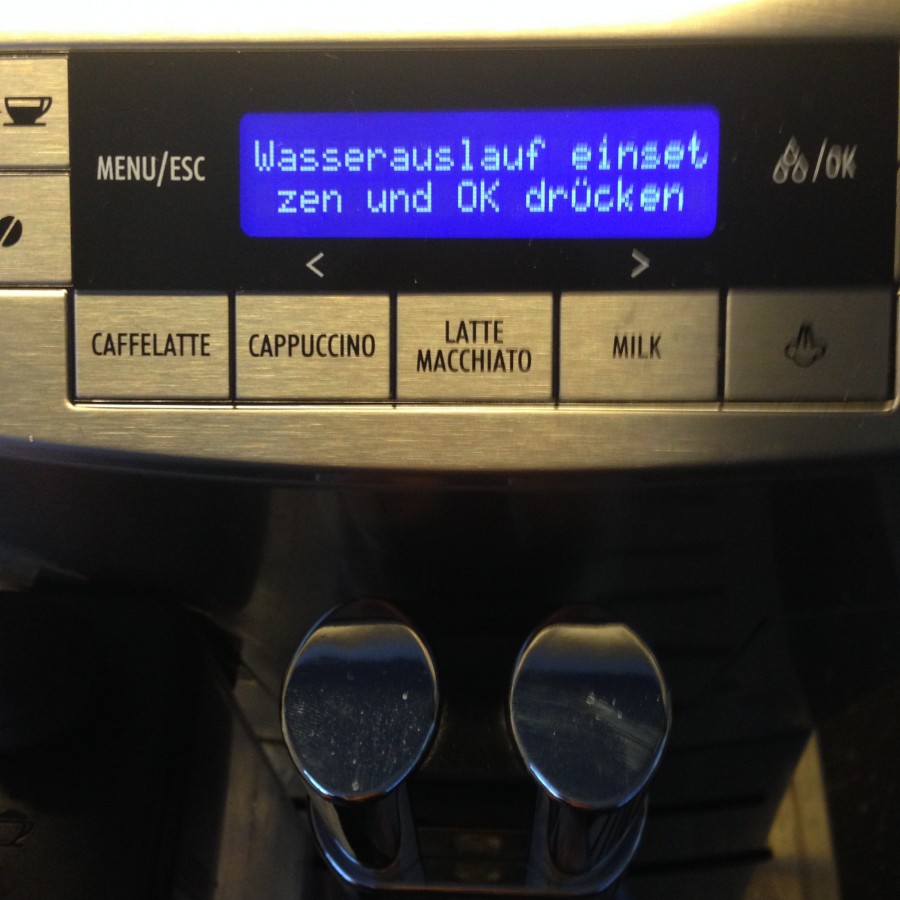 Wasserauslauf einset
zen und OK drÜcken
MENU/ESC
/OK
< >
CAFFELATTE
CAPPUCCINO
LATTE
MACCHIATO
MILK